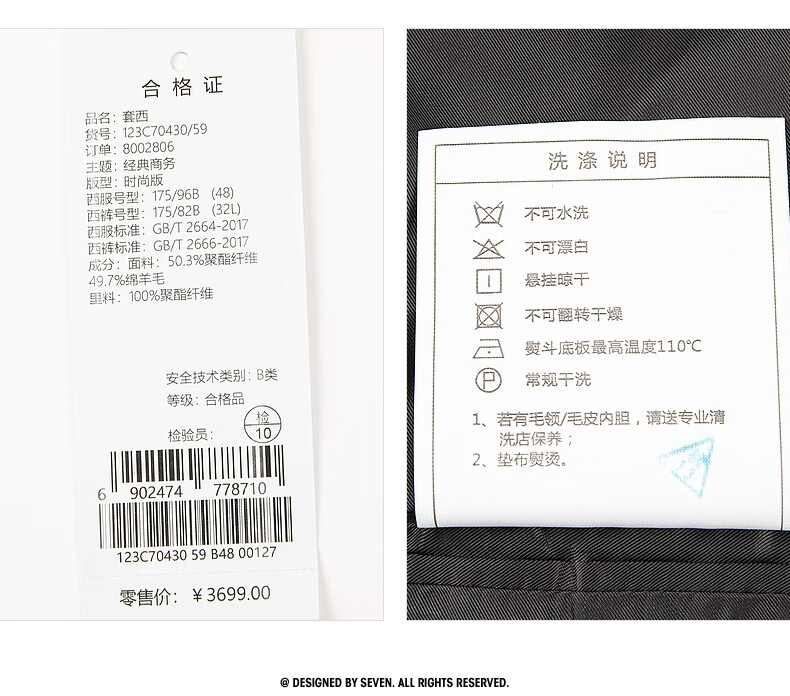 合格证
品名：套西
货号：123C70430/59
订单：8002806
主题：经典商务
版型：时尚版
西服号型：175/96B (48)
西裤号型：175/82B (32L)
西服标准：GB/T 2664-2017
西裤标准：GB/T 2666-2017
成分：面料：50.3%聚酯纤维
49.7%绵羊毛
里料：100%聚酯纤维
安全技术类别：B类
等级：合格品
检验员：
检
10
6 902474 778710
123C70430 59 B48 00127
零售价：￥3699.00
洗涤说明
不可水洗
不可漂白
悬挂晾干
不可翻转干燥
熨斗底板最高温度110℃
P 常规干洗
1、若有毛领/毛皮内胆，请送专业清
洗店保养；
2、垫布熨烫。
@ DESIGNED BY SEVEN. ALL RIGHTS RESERVED.